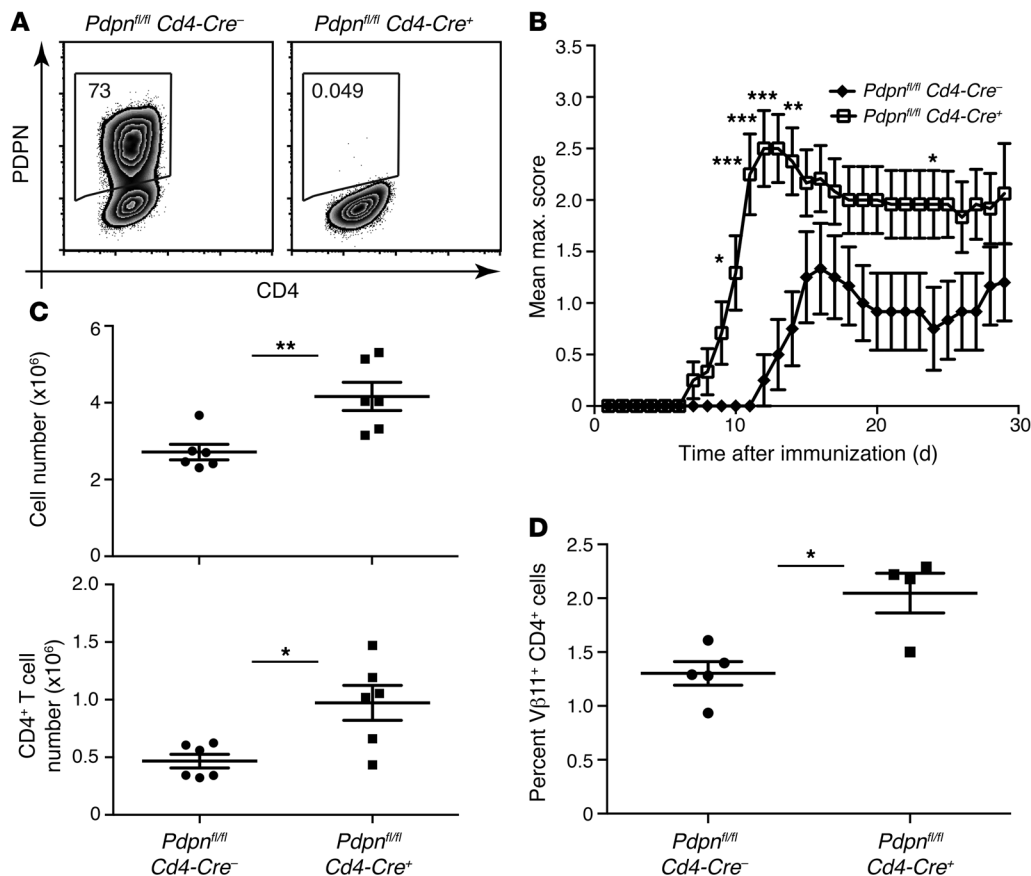 A
Pdpnfl/fl Cd4-Cre–
Pdpnfl/fl Cd4-Cre+
73
0.049
PDPN
CD4
B
3.5
3.0
2.5
2.0
1.5
1.0
0.5
0
Mean max. score
Pdpnfl/fl Cd4-Cre–
Pdpnfl/fl Cd4-Cre+
*
***
***
***
**
*
0
10
20
30
Time after immunization (d)
C
6
4
2
0
Cell number (x10⁶)
**
2.0
1.5
1.0
0.5
0
CD4⁺ T cell
number (x10⁶)
*
Pdpnfl/fl
Cd4-Cre–
Pdpnfl/fl
Cd4-Cre+
D
2.5
2.0
1.5
1.0
0.5
0
Percent Vβ11⁺ CD4⁺ cells
*
Pdpnfl/fl
Cd4-Cre–
Pdpnfl/fl
Cd4-Cre+